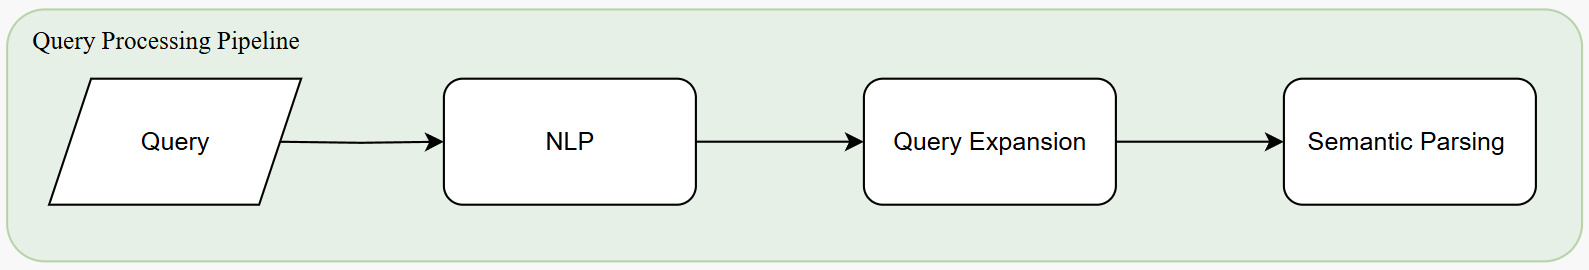 Query Processing Pipeline
Query
NLP
Query Expansion
Semantic Parsing